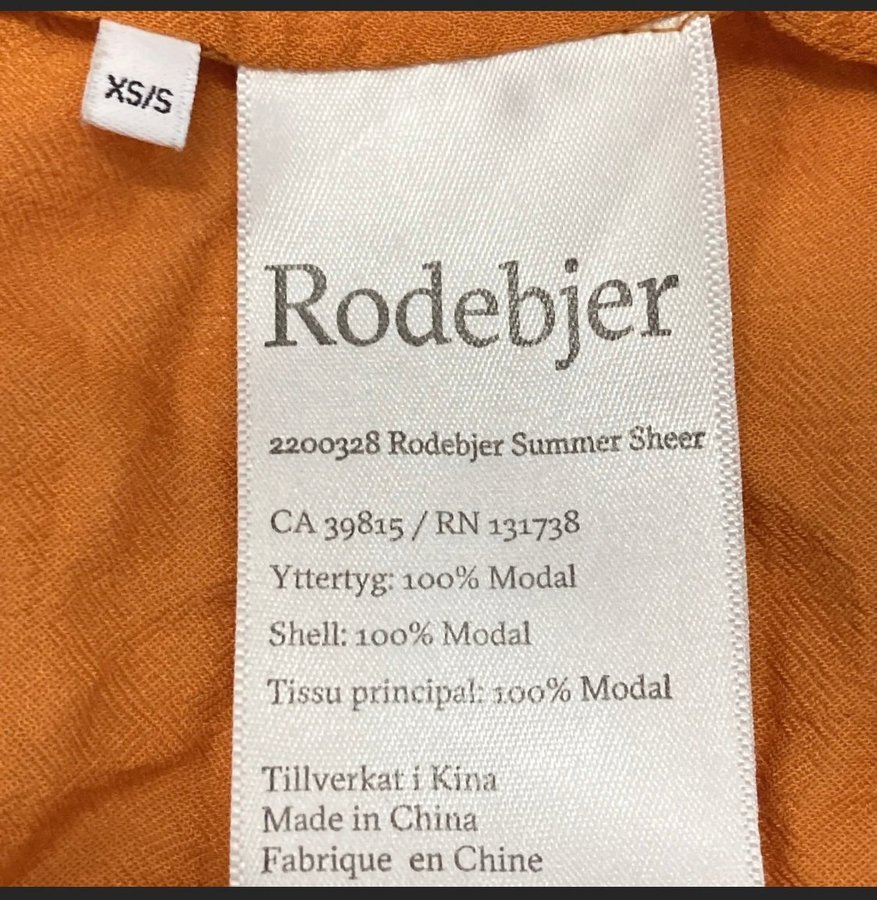 XS/S
Rodebjer
2200328 Rodebjer Summer Sheer
CA 39815 / RN 131738
Yttertyg: 100% Modal
Shell: 100% Modal
Tissu principal: 100% Modal
Tillverkat i Kina
Made in China
Fabrique en Chine